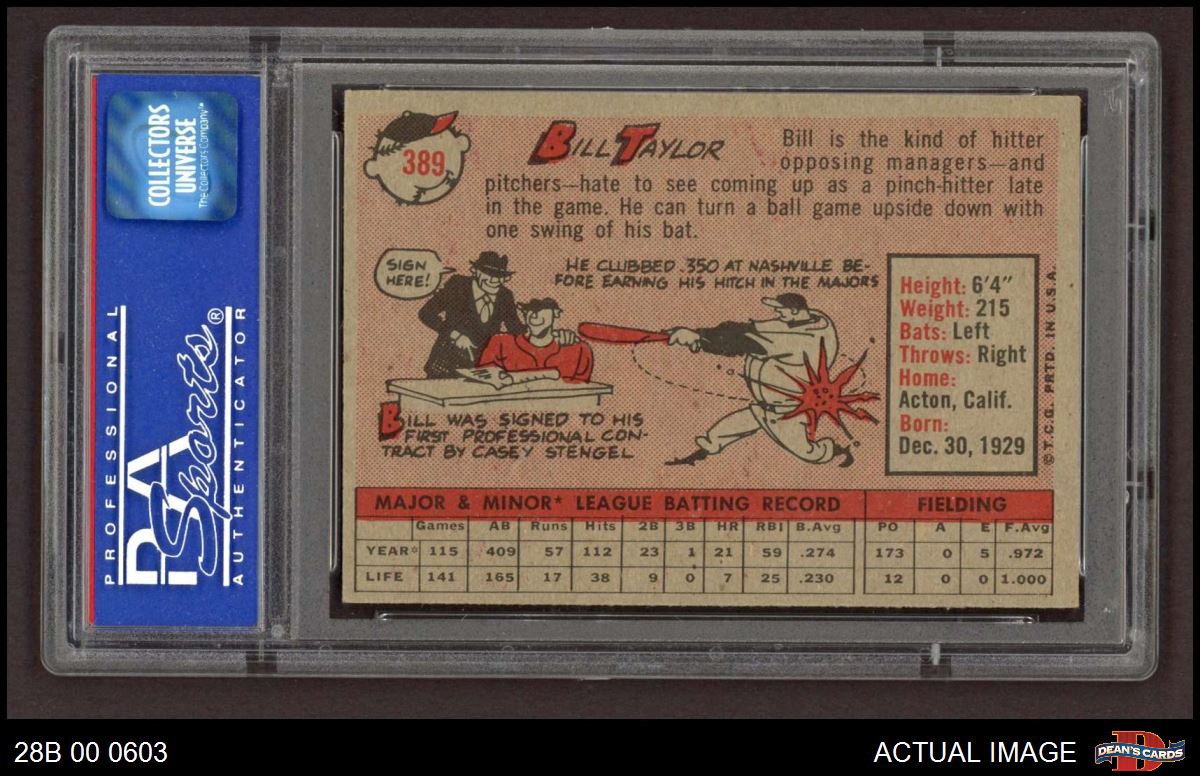 COLLECTORS
UNIVERSE
The Collectors Company™
PROFESSIONAL
PSA
Sports®
AUTHENTICATOR
389
BILL TAYLOR
Bill is the kind of hitter
opposing managers—and
pitchers—hate to see coming up as a pinch-hitter late
in the game. He can turn a ball game upside down with
one swing of his bat.
SIGN
HERE!
HE CLUBBED .350 AT NASHVILLE BE-
FORE EARNING HIS HITCH IN THE MAJORS
BILL WAS SIGNED TO HIS
FIRST PROFESSIONAL CON-
TRACT BY CASEY STENGEL
Height: 6'4"
Weight: 215
Bats: Left
Throws: Right
Home:
Acton, Calif.
Born:
Dec. 30, 1929
© T.C.G. PRTD. IN U.S.A.
MAJOR & MINOR* LEAGUE BATTING RECORD FIELDING
Games AB Runs Hits 2B 3B HR RBI B.Avg PO A E F.Avg
YEAR* 115 409 57 112 23 1 21 59 .274 173 0 5 .972
LIFE 141 165 17 38 9 0 7 25 .230 12 0 0 1.000
28B 00 0603
ACTUAL IMAGE
DEAN'S CARDS